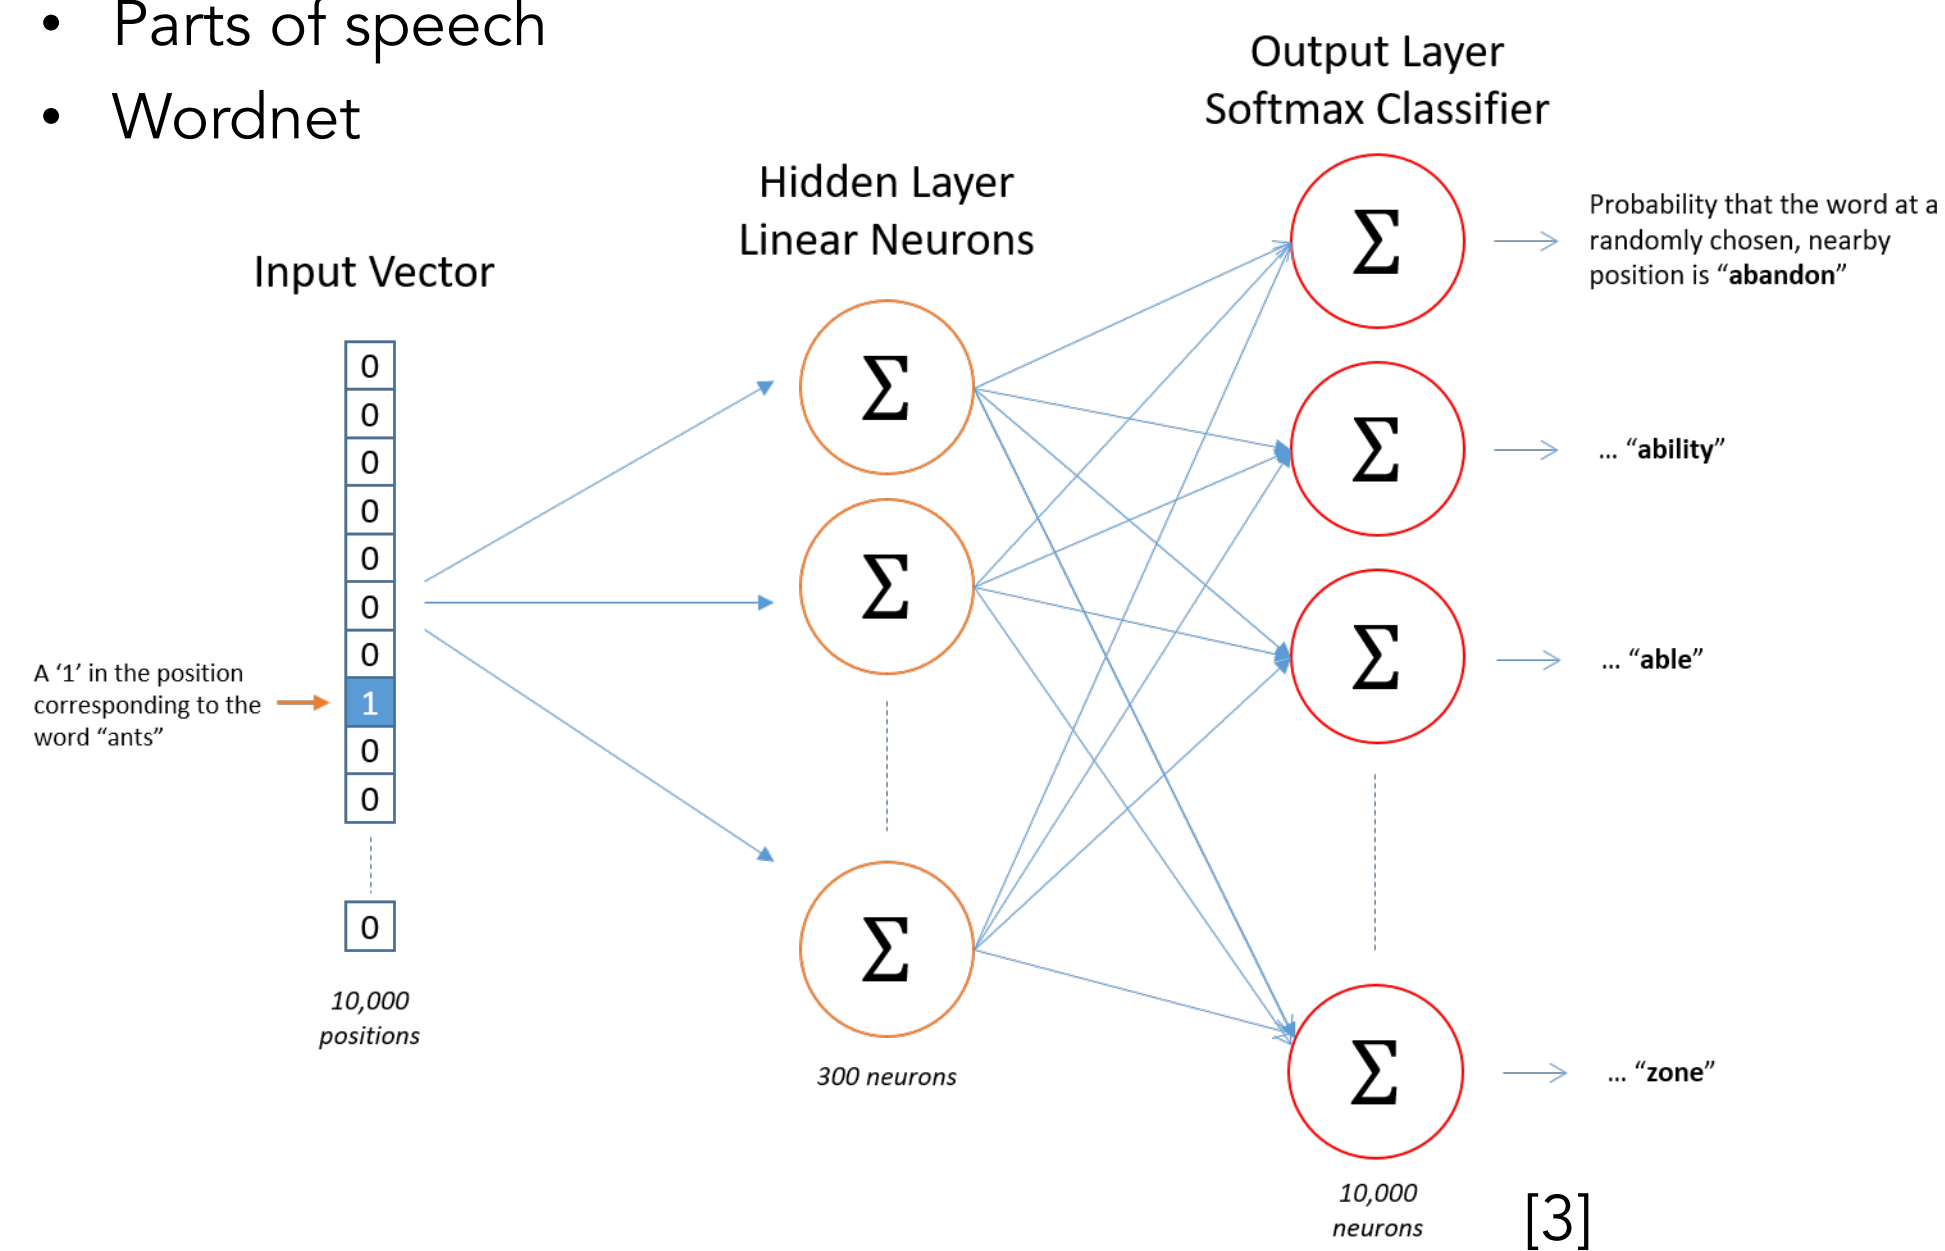 • Parts of speech
• Wordnet
Output Layer
Softmax Classifier
Hidden Layer
Linear Neurons
Input Vector
0
0
0
0
0
0
0
1
0
0
0
A ‘1’ in the position
corresponding to the
word “ants”
10,000
positions
Σ
Σ
Σ
300 neurons
Σ
Σ
Σ
Σ
Probability that the word at a
randomly chosen, nearby
position is “abandon”
... “ability”
... “able”
... “zone”
10,000
neurons
[3]